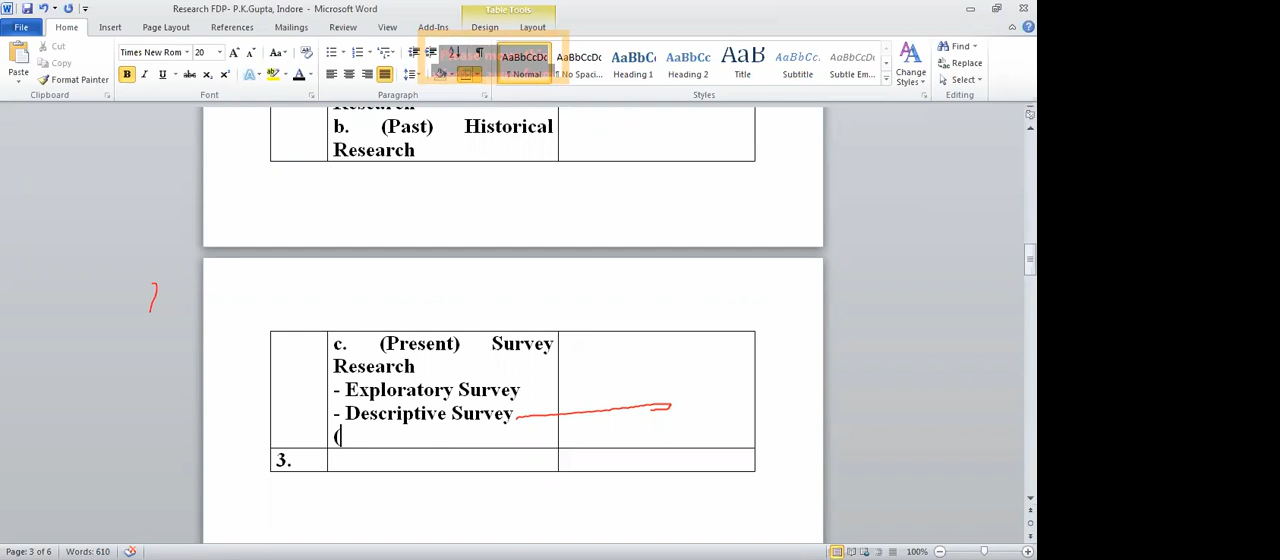 Research FDP- P.K.Gupta, Indore - Microsoft Word
Table Tools
File Home Insert Page Layout References Mailings Review View Add-Ins Design Layout
Cut
Copy
Format Painter
Paste
Times New Rom 20
B I U
AaBbCcDc AaBbCcDc AaBbC AaBbCc AaB AaBbCc. AaBbCcDc
¶ Normal ¶ No Spaci... Heading 1 Heading 2 Title Subtitle Subtle Em...
Change
Styles
Find
Replace
Select
Clipboard Font Paragraph Styles Editing
Research
b. (Past) Historical
Research
c. (Present) Survey
Research
- Exploratory Survey
- Descriptive Survey
(
3.
Page: 3 of 6 Words: 610 100%